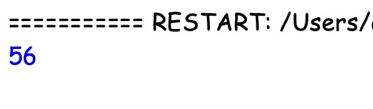 =========== RESTART: /Users/
56